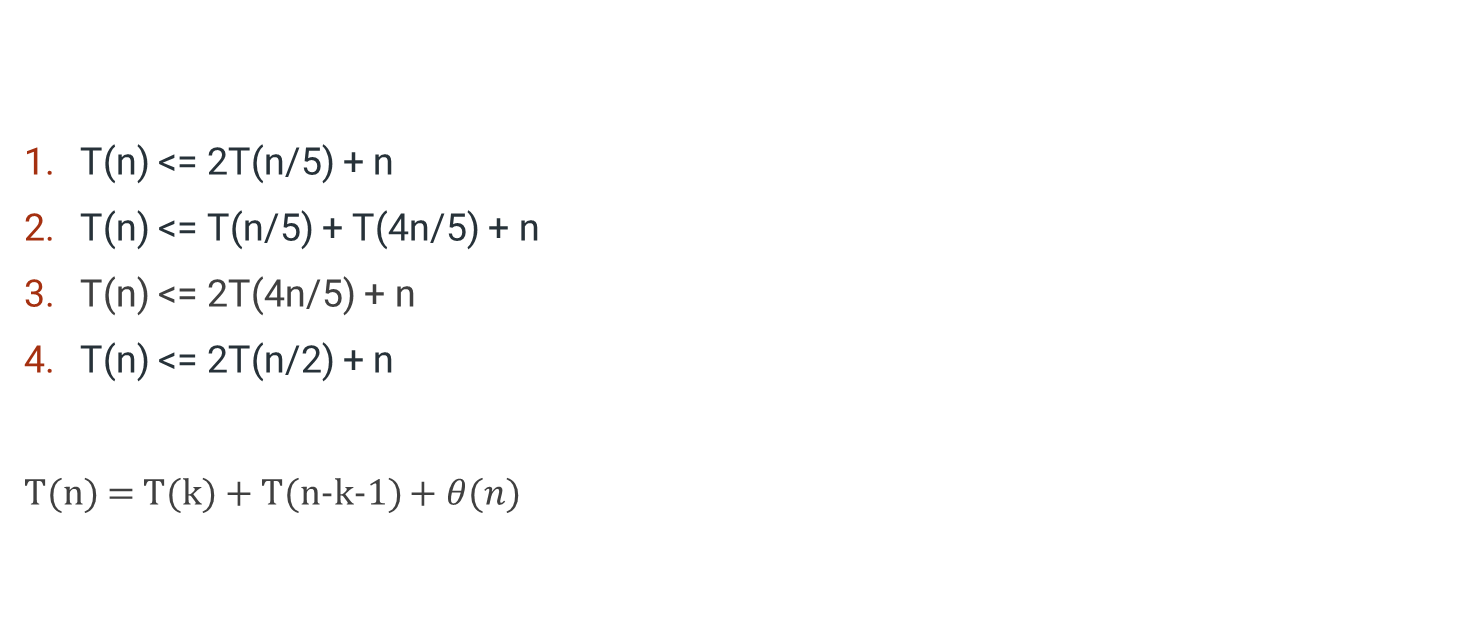 1. T(n) <= 2T(n/5) + n
2. T(n) <= T(n/5) + T(4n/5) + n
3. T(n) <= 2T(4n/5) + n
4. T(n) <= 2T(n/2) + n
T(n) = T(k) + T(n-k-1) + θ(n)